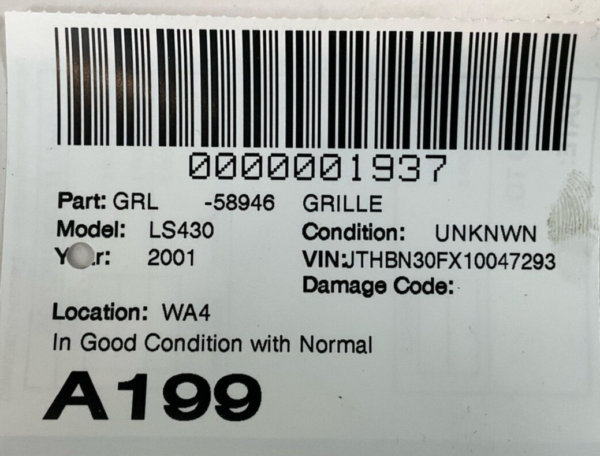 0000001937
Part: GRL -58946 GRILLE
Model: LS430 Condition: UNKNWN
2001 VIN:JTHBN30FX10047293
Damage Code:
Location: WA4
In Good Condition with Normal
A199